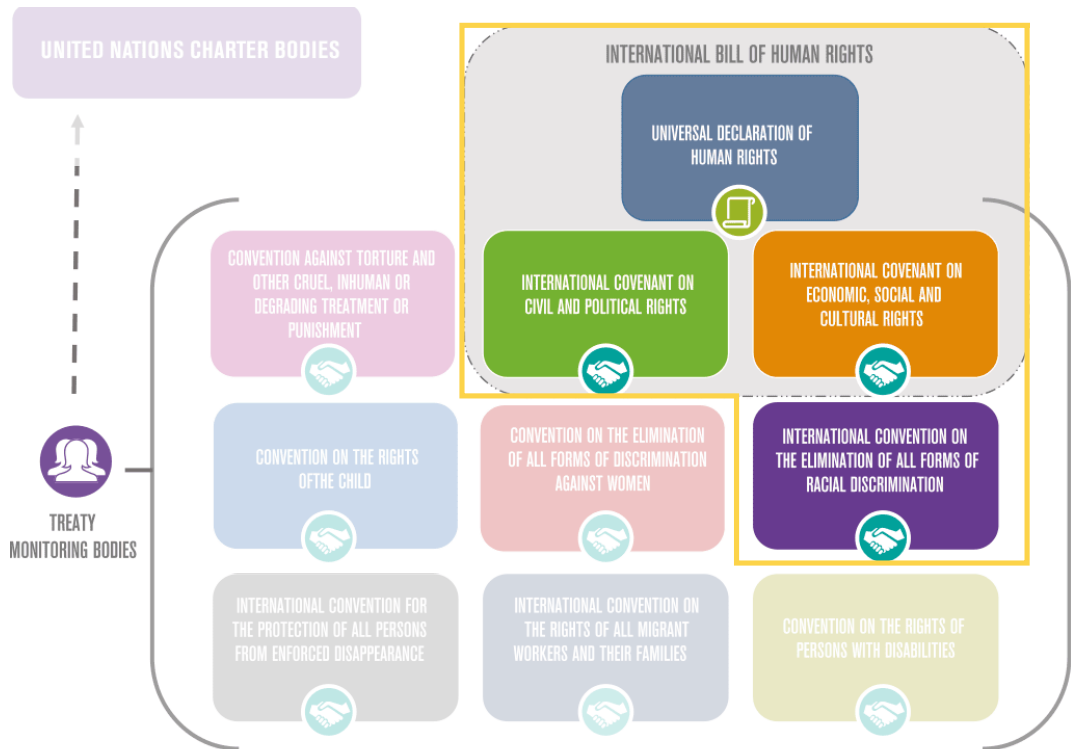 UNITED NATIONS CHARTER BODIES
INTERNATIONAL BILL OF HUMAN RIGHTS
UNIVERSAL DECLARATION OF
HUMAN RIGHTS
CONVENTION AGAINST TORTURE AND
OTHER CRUEL, INHUMAN OR
DEGRADING TREATMENT OR
PUNISHMENT
INTERNATIONAL COVENANT ON
CIVIL AND POLITICAL RIGHTS
INTERNATIONAL COVENANT ON
ECONOMIC, SOCIAL AND
CULTURAL RIGHTS
TREATY
MONITORING BODIES
CONVENTION ON THE RIGHTS
OFTHE CHILD
CONVENTION ON THE ELIMINATION
OF ALL FORMS OF DISCRIMINATION
AGAINST WOMEN
INTERNATIONAL CONVENTION ON
THE ELIMINATION OF ALL FORMS OF
RACIAL DISCRIMINATION
INTERNATIONAL CONVENTION FOR
THE PROTECTION OF ALL PERSONS
FROM ENFORCED DISAPPEARANCE
INTERNATIONAL CONVENTION ON
THE RIGHTS OF ALL MIGRANT
WORKERS AND THEIR FAMILIES
CONVENTION ON THE RIGHTS OF
PERSONS WITH DISABILITIES